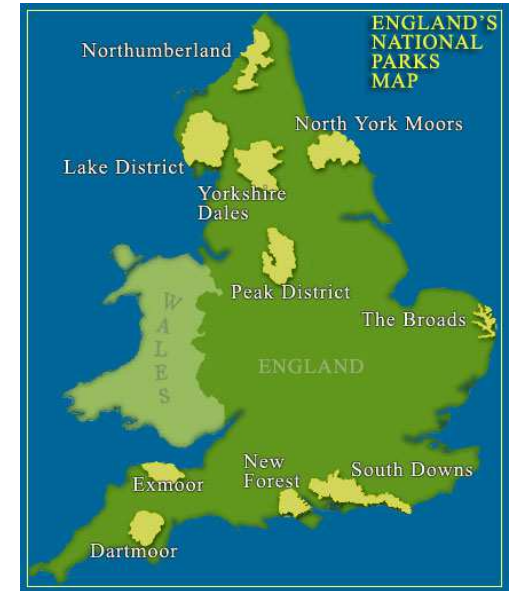 ENGLAND'S
NATIONAL
PARKS
MAP
Northumberland
North York Moors
Lake District
Yorkshire
Dales
Peak District
The Broads
WALES
ENGLAND
New
Forest
South Downs
Exmoor
Dartmoor